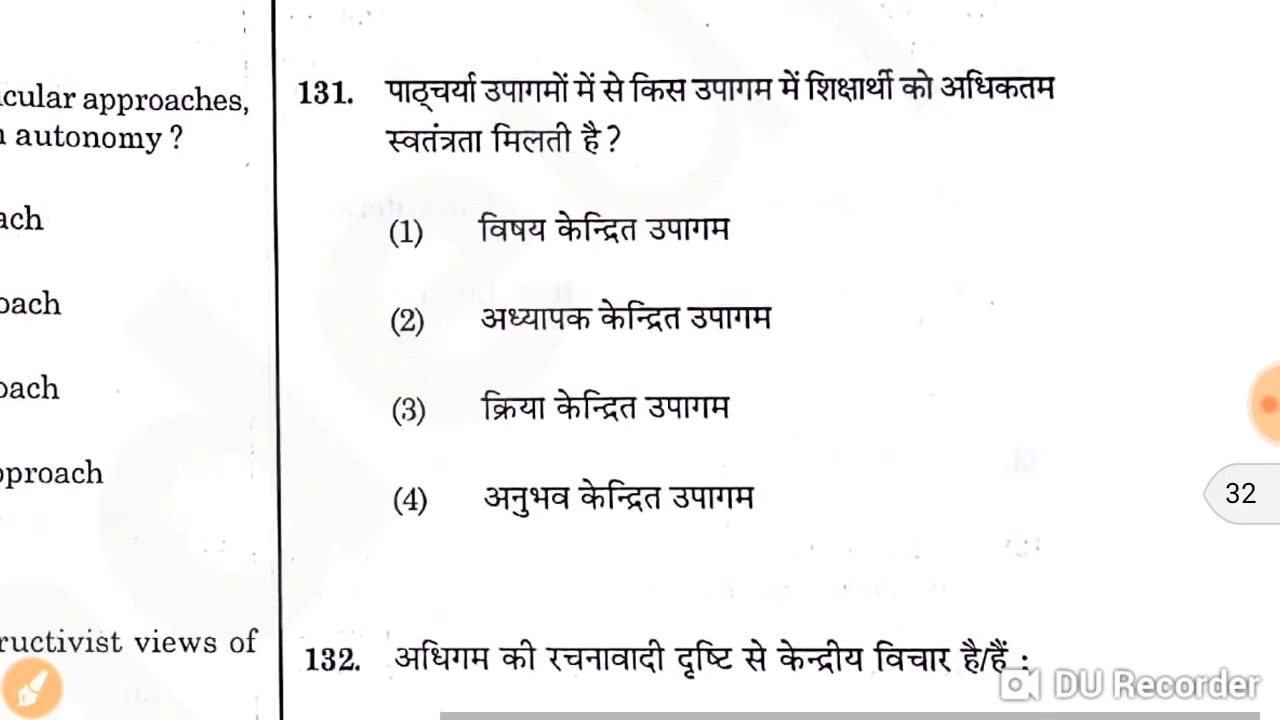 cular approaches,
autonomy ?
ach
oach
oach
pproach
ructivist views of
131. पाठ्चर्या उपागमों में से किस उपागम में शिक्षार्थी को अधिकतम
स्वतंत्रता मिलती है ?
(1) विषय केन्द्रित उपागम
(2) अध्यापक केन्द्रित उपागम
(3) क्रिया केन्द्रित उपागम
(4) अनुभव केन्द्रित उपागम
132. अधिगम की रचनावादी दृष्टि से केन्द्रीय विचार है/हैं :
32
DU Recorder